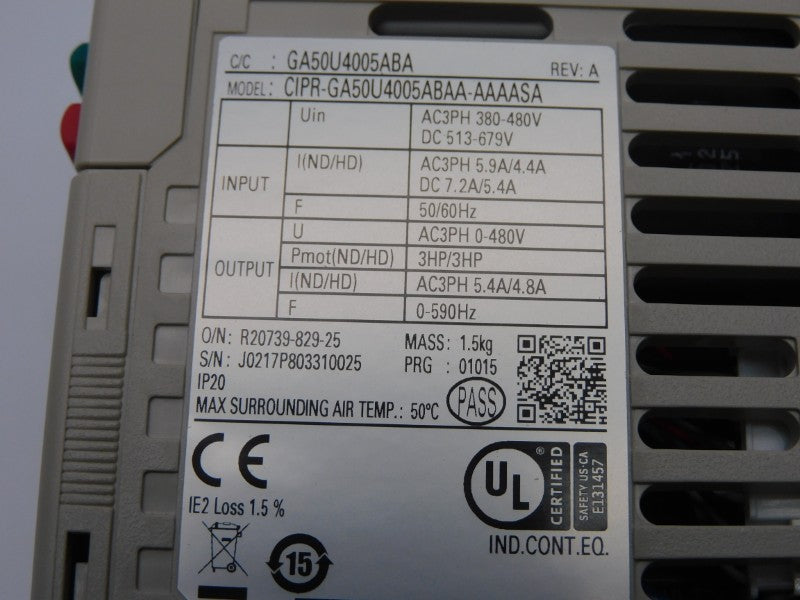 C/C : GA50U4005ABA REV: A
MODEL: CIPR-GA50U4005ABAA-AAAASA
Uin AC3PH 380-480V
DC 513-679V
INPUT I(ND/HD) AC3PH 5.9A/4.4A
DC 7.2A/5.4A
F 50/60Hz
OUTPUT U AC3PH 0-480V
Pmot(ND/HD) 3HP/3HP
I(ND/HD) AC3PH 5.4A/4.8A
F 0-590Hz
O/N: R20739-829-25 MASS: 1.5kg
S/N: J0217P803310025 PRG : 01015
IP20
MAX SURROUNDING AIR TEMP.: 50°C PASS
CE
UL ® CERTIFIED
SAFETY US-CA
E131457
IE2 Loss 1.5 %
IND.CONT.EQ.
15